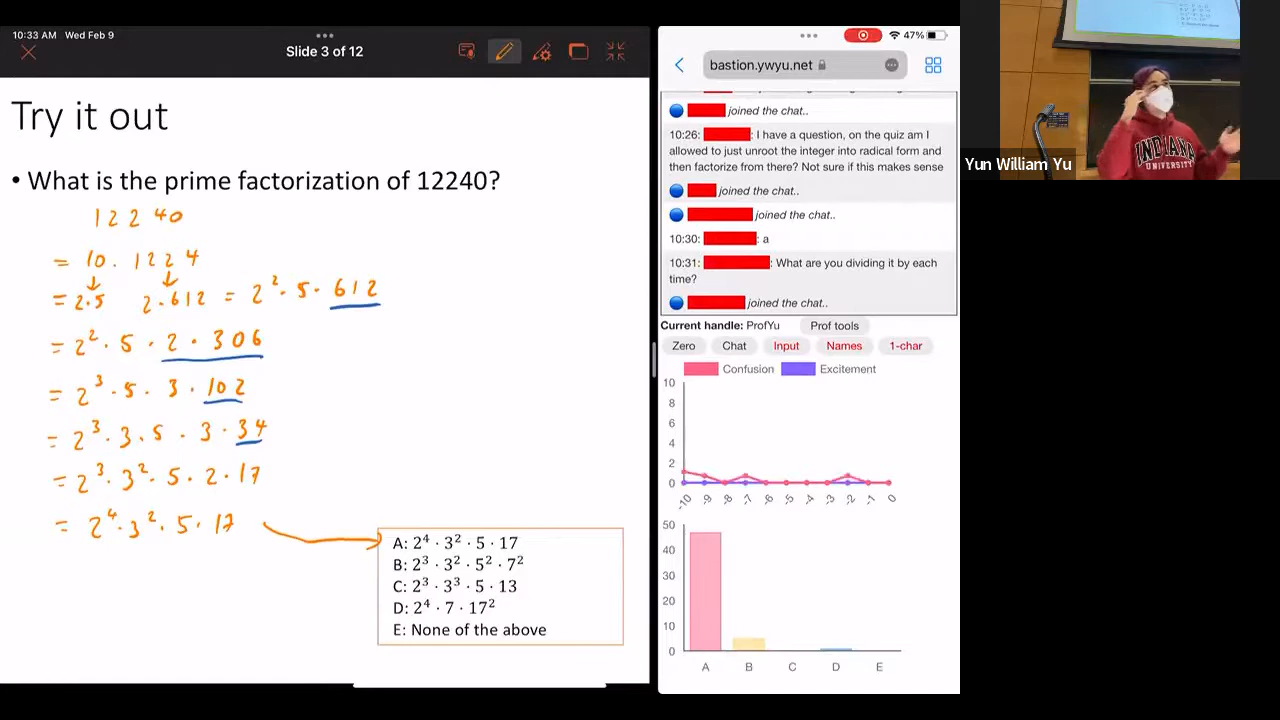 10:33 AM Wed Feb 9
Slide 3 of 12
Try it out
• What is the prime factorization of 12240?
12240
= 10 · 1224
= 2·5 2·612 = 2² · 5 · 612
= 2² · 5 · 2 · 306
= 2³ · 5 · 3 · 102
= 2³ · 3 · 5 · 3 · 34
= 2³ · 3² · 5 · 2 · 17
= 2⁴ · 3² · 5 · 17
A: 2⁴ · 3² · 5 · 17
B: 2³ · 3² · 5² · 7²
C: 2³ · 3³ · 5 · 13
D: 2⁴ · 7 · 17²
E: None of the above
47%
bastion.ywyu.net
joined the chat..
10:26: : I have a question, on the quiz am I
allowed to just unroot the integer into radical form and
then factorize from there? Not sure if this makes sense
joined the chat..
joined the chat..
10:30: : a
10:31: : What are you dividing it by each
time?
joined the chat..
Current handle: ProfYu Prof tools
Zero Chat Input Names 1-char
Confusion Excitement
10
8
6
4
2
0
-10 -9 -8 -7 -6 -5 -4 -3 -2 -1 0
50
40
30
20
10
0
A B C D E
Yun William Yu
INDIANA
UNIVERSITY